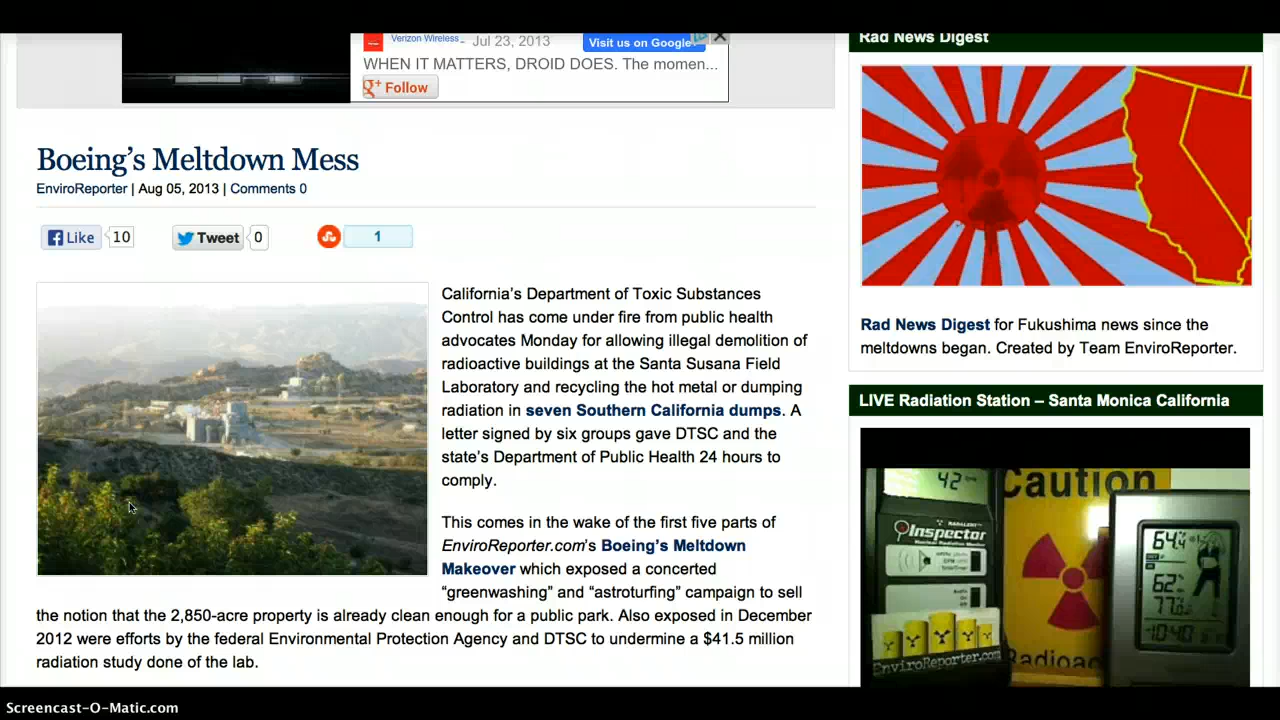 Verizon Wireless - Jul 23, 2013
Visit us on Google+
WHEN IT MATTERS, DROID DOES. The momen...
g+ Follow
Boeing's Meltdown Mess
EnviroReporter | Aug 05, 2013 | Comments 0
Like 10
Tweet 0
1
California's Department of Toxic Substances
Control has come under fire from public health
advocates Monday for allowing illegal demolition of
radioactive buildings at the Santa Susana Field
Laboratory and recycling the hot metal or dumping
radiation in seven Southern California dumps. A
letter signed by six groups gave DTSC and the
state's Department of Public Health 24 hours to
comply.
This comes in the wake of the first five parts of
EnviroReporter.com's Boeing's Meltdown
Makeover which exposed a concerted
“greenwashing” and “astroturfing” campaign to sell
the notion that the 2,850-acre property is already clean enough for a public park. Also exposed in December
2012 were efforts by the federal Environmental Protection Agency and DTSC to undermine a $41.5 million
radiation study done of the lab.
Rad News Digest
Rad News Digest for Fukushima news since the
meltdowns began. Created by Team EnviroReporter.
LIVE Radiation Station – Santa Monica California
42
Caution
Inspector
EnviroReporter.com
Radioac
64.4
62
10:40
Screencast-O-Matic.com